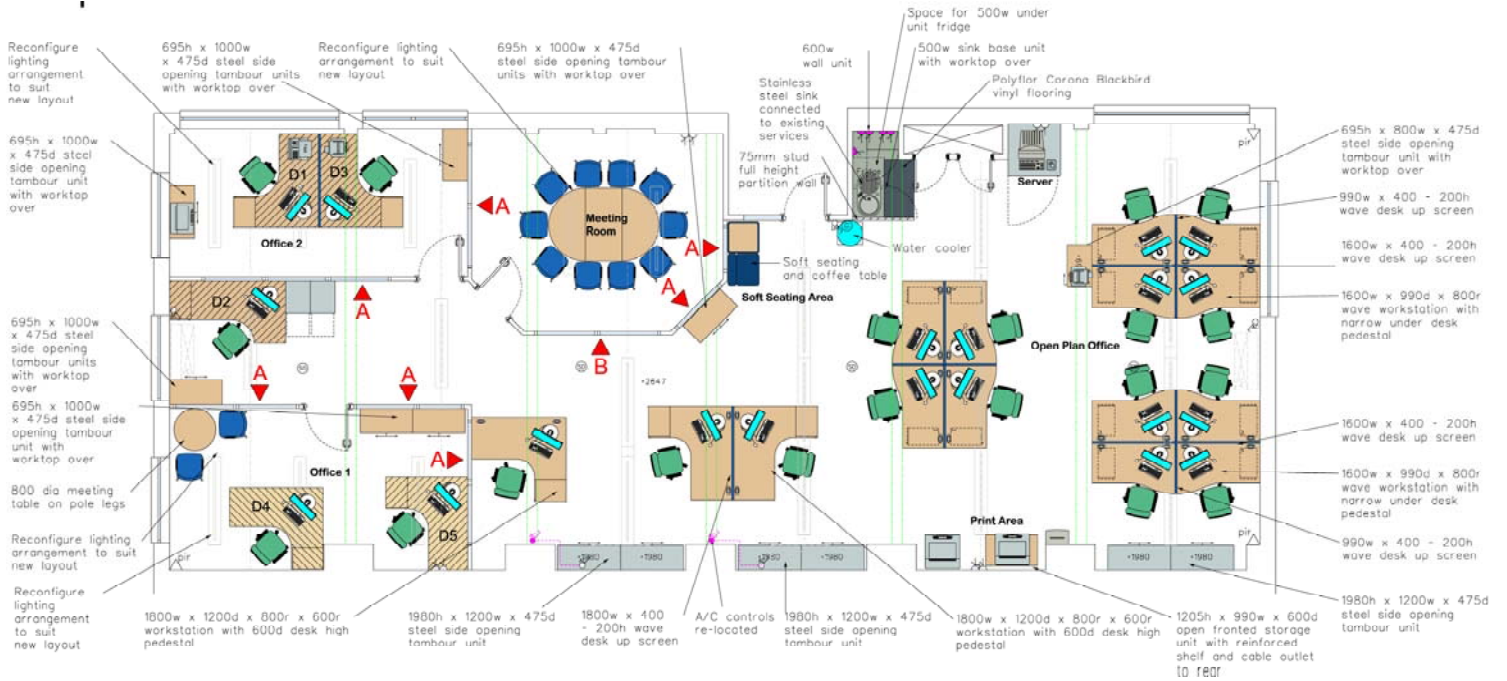 Reconfigure
lighting
arrangement
to suit
new layout
695h x 1000w
x 475d steel side
opening tambour units
with worktop over
Reconfigure lighting
arrangement to suit
new layout
695h x 1000w x 475d
steel side opening tambour
units with worktop over
Space for 500w under
unit fridge
600w
wall unit
500w sink base unit
with worktop over
Polyflor Corona Blackbird
vinyl flooring
Stainless
steel sink
connected
to existing
services
75mm stud
full height
partition wall
695h x 1000w
x 475d steel
side opening
tambour unit
with worktop
over
695h x 800w x 475d
steel side opening
tambour unit with
worktop over
990w x 400 - 200h
wave desk up screen
1600w x 400 - 200h
wave desk up screen
1600w x 990d x 800r
wave workstation with
narrow under desk
pedestal
D1
D3
Office 2
A
Meeting
Room
A
Soft seating
and coffee table
Soft Seating Area
Water cooler
Server
pir
D2
A
A
B
+2647
SD
SD
Open Plan Office
695h x 1000w
x 475d steel
side opening
tambour units
with worktop
over
A
A
695h x 1000w
x 475d steel side
opening tambour
unit with
worktop over
Office 1
A
800 dia meeting
table on pole legs
D4
D5
Reconfigure lighting
arrangement to suit
new layout
Reconfigure
lighting
arrangement
to suit
new layout
pir
Print Area
pir
1600w x 400 - 200h
wave desk up screen
1600w x 990d x 800r
wave workstation with
narrow under desk
pedestal
990w x 400 - 200h
wave desk up screen
1980h x 1200w x 475d
steel side opening
tambour unit
+1980 +1980
+1980 +1980
+1980 +1980
1800w x 1200d x 800r x 600r
workstation with 600d desk high
pedestal
1980h x 1200w x 475d
steel side opening
tambour unit
1800w x 400
- 200h wave
desk up screen
A/C controls
re-located
1980h x 1200w x 475d
steel side opening
tambour unit
1800w x 1200d x 800r x 600r
workstation with 600d desk high
pedestal
1205h x 990w x 600d
open fronted storage
unit with reinforced
shelf and cable outlet
to rear